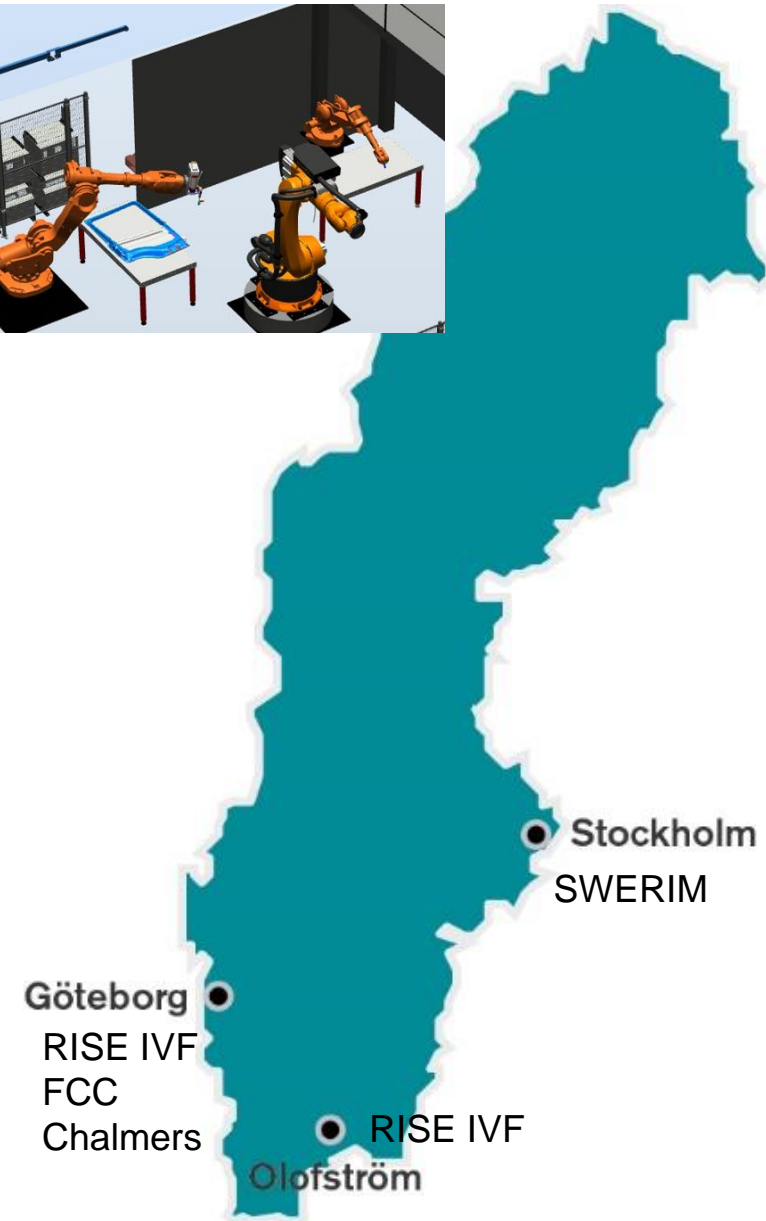 Stockholm
SWERIM
Göteborg
RISE IVF
FCC
Chalmers
RISE IVF
Olofström